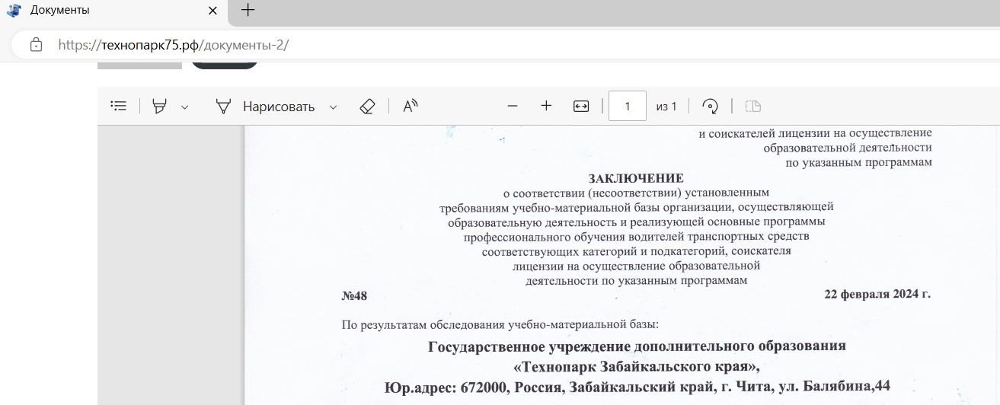 Документы
https://технопарк75.рф/документы-2/
Нарисовать
1 из 1
и соискателей лицензии на осуществление
образовательной деятельности
по указанным программам
ЗАКЛЮЧЕНИЕ
о соответствии (несоответствии) установленным
требованиям учебно-материальной базы организации, осуществляющей
образовательную деятельность и реализующей основные программы
профессионального обучения водителей транспортных средств
соответствующих категорий и подкатегорий, соискателя
лицензии на осуществление образовательной
деятельности по указанным программам
№48 22 февраля 2024 г.
По результатам обследования учебно-материальной базы:
Государственное учреждение дополнительного образования
«Технопарк Забайкальского края»,
Юр.адрес: 672000, Россия, Забайкальский край, г. Чита, ул. Балябина,44